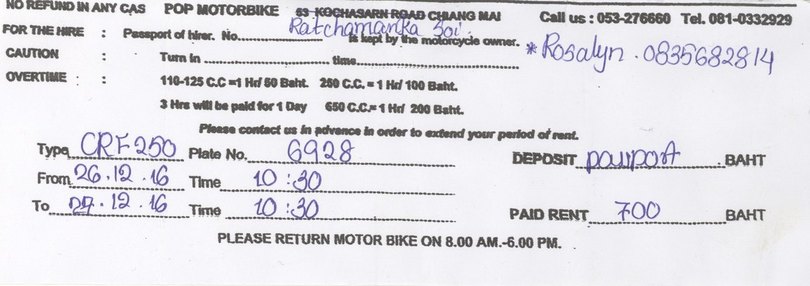 NO REFUND IN ANY CAS POP MOTORBIKE 63 KOCHASARN ROAD CHIANG MAI Call us : 053-276660 Tel. 081-0332929
Ratchamanka Soi.
FOR THE HIRE : Passport of hirer. No. is kept by the motorcycle owner.
* Rosalyn . 0835682814
CAUTION : Turn in time
OVERTIME : 110-125 C.C =1 Hr/ 50 Baht. 250 C.C. = 1 Hr/ 100 Baht.
3 Hrs will be paid for 1 Day 650 C.C.= 1 Hr/ 200 Baht.
Please contact us in advance in order to extend your period of rent.
Type CRF 250 Plate No. 6928 DEPOSIT BAHT
From 26.12.16 Time 10:30
To 27.12.16 Time 10:30 PAID RENT 700 BAHT
PLEASE RETURN MOTOR BIKE ON 8.00 AM.-6.00 PM.